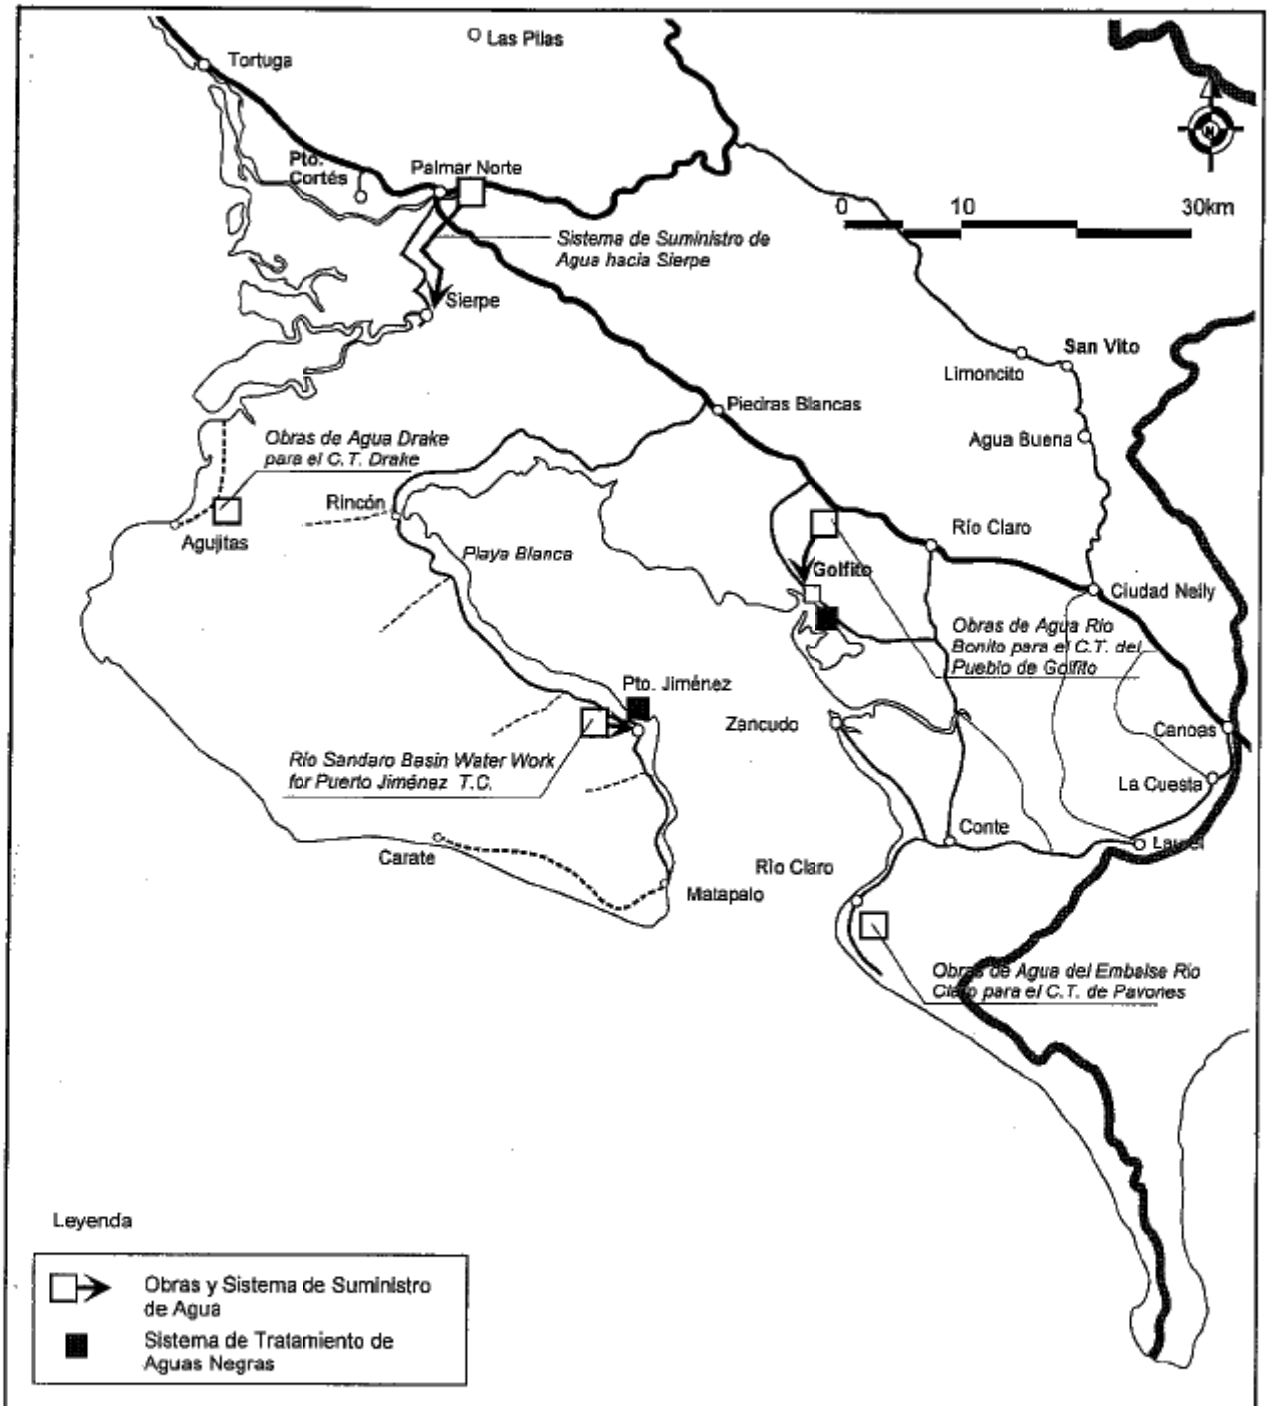 Las Pilas
Tortuga
N
Pto.
Cortés
Palmar Norte
0 10 30km
Sistema de Suministro de
Agua hacia Sierpe
Sierpe
San Vito
Limoncito
Piedras Blancas
Agua Buena
Obras de Agua Drake
para el C.T. Drake
Rincón
Agujitas
Río Claro
Playa Blanca
Golfito
Ciudad Neily
Obras de Agua Río
Bonito para el C.T. del
Pueblo de Golfito
Pto. Jiménez
Zancudo
Canoas
Río Sandaro Basin Water Work
for Puerto Jiménez T.C.
La Cuesta
Conte
Laurel
Carate
Río Claro
Matapalo
Obras de Agua del Embalse Río
Claro para el C.T. de Pavones
Leyenda
Obras y Sistema de Suministro
de Agua
Sistema de Tratamiento de
Aguas Negras